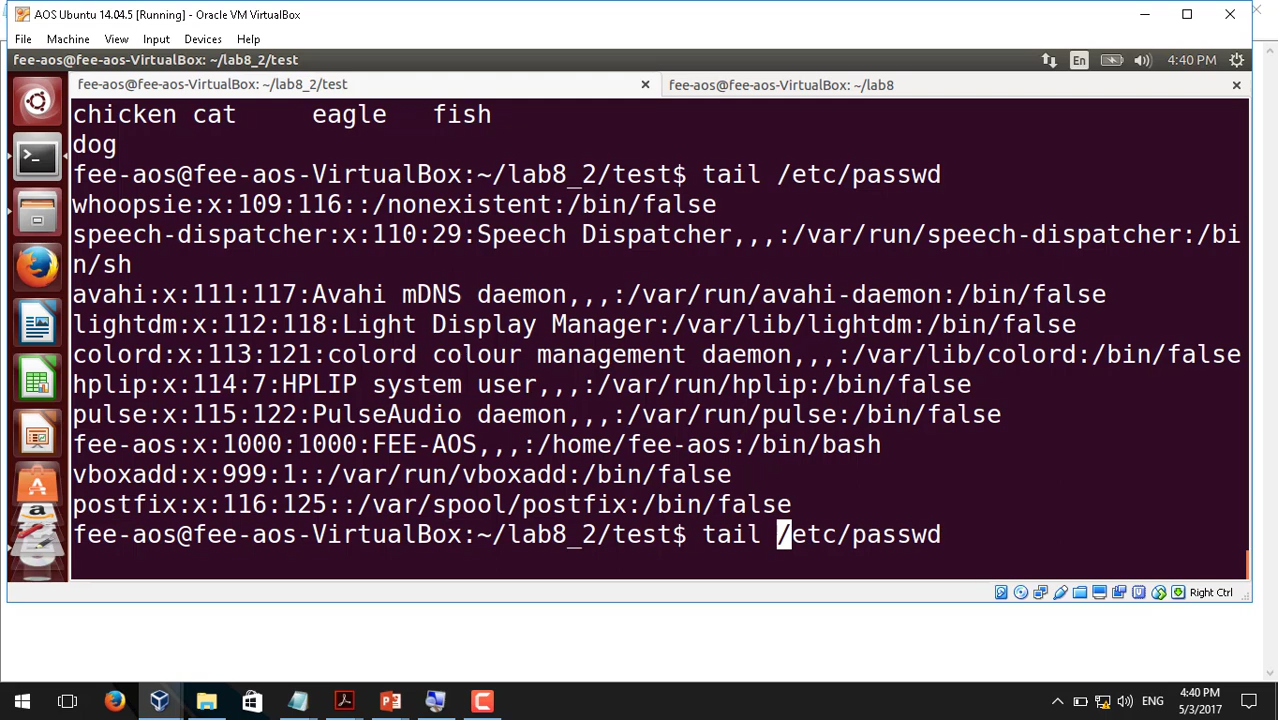 AOS Ubuntu 14.04.5 [Running] - Oracle VM VirtualBox
File Machine View Input Devices Help
fee-aos@fee-aos-VirtualBox: ~/lab8_2/test
En 4:40 PM
fee-aos@fee-aos-VirtualBox: ~/lab8_2/test × fee-aos@fee-aos-VirtualBox: ~/lab8 ×
chicken cat eagle fish
dog
fee-aos@fee-aos-VirtualBox:~/lab8_2/test$ tail /etc/passwd
whoopsie:x:109:116::/nonexistent:/bin/false
speech-dispatcher:x:110:29:Speech Dispatcher,,,:/var/run/speech-dispatcher:/bi
n/sh
avahi:x:111:117:Avahi mDNS daemon,,,:/var/run/avahi-daemon:/bin/false
lightdm:x:112:118:Light Display Manager:/var/lib/lightdm:/bin/false
colord:x:113:121:colord colour management daemon,,,:/var/lib/colord:/bin/false
hplip:x:114:7:HPLIP system user,,,:/var/run/hplip:/bin/false
pulse:x:115:122:PulseAudio daemon,,,:/var/run/pulse:/bin/false
fee-aos:x:1000:1000:FEE-AOS,,,:/home/fee-aos:/bin/bash
vboxadd:x:999:1::/var/run/vboxadd:/bin/false
postfix:x:116:125::/var/spool/postfix:/bin/false
fee-aos@fee-aos-VirtualBox:~/lab8_2/test$ tail /etc/passwd
Right Ctrl
ENG 4:40 PM
5/3/2017